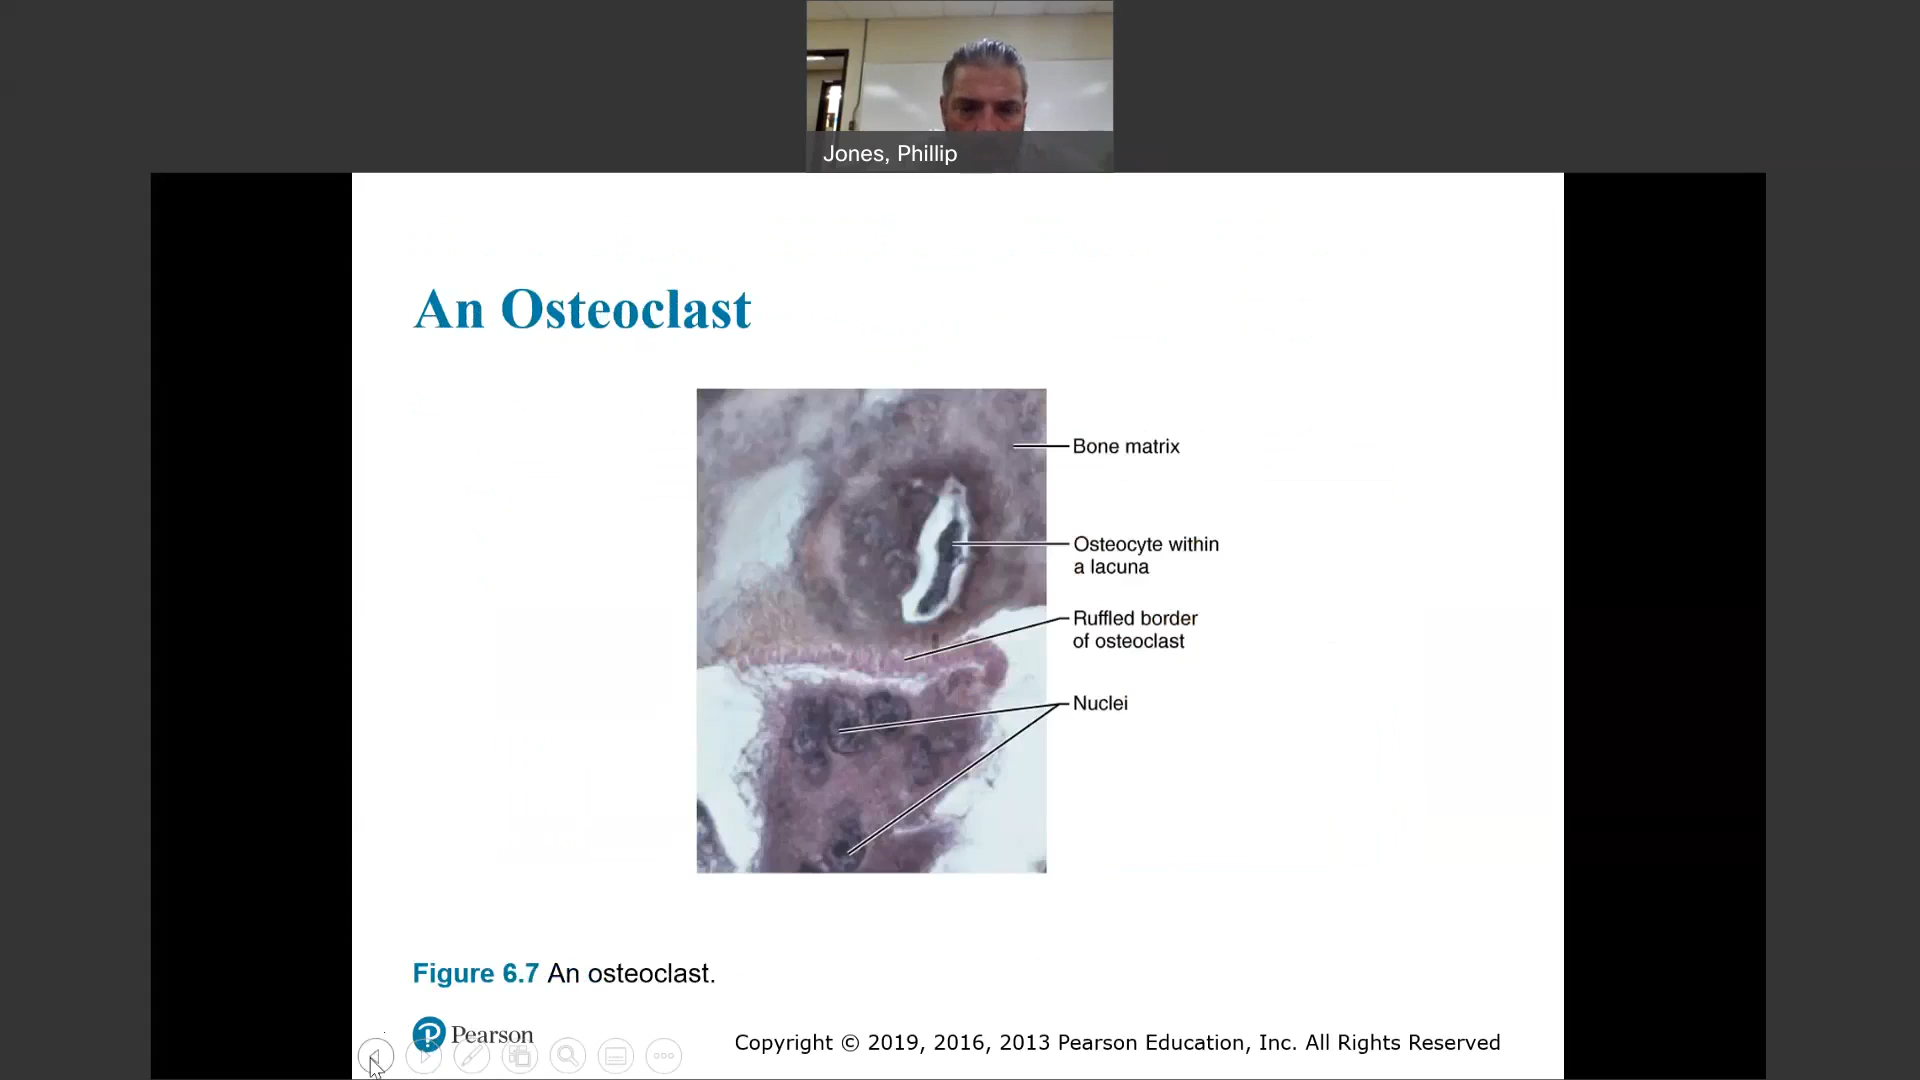 Jones, Phillip
An Osteoclast
Bone matrix
Osteocyte within
a lacuna
Ruffled border
of osteoclast
Nuclei
Figure 6.7 An osteoclast.
Pearson
Copyright © 2019, 2016, 2013 Pearson Education, Inc. All Rights Reserved